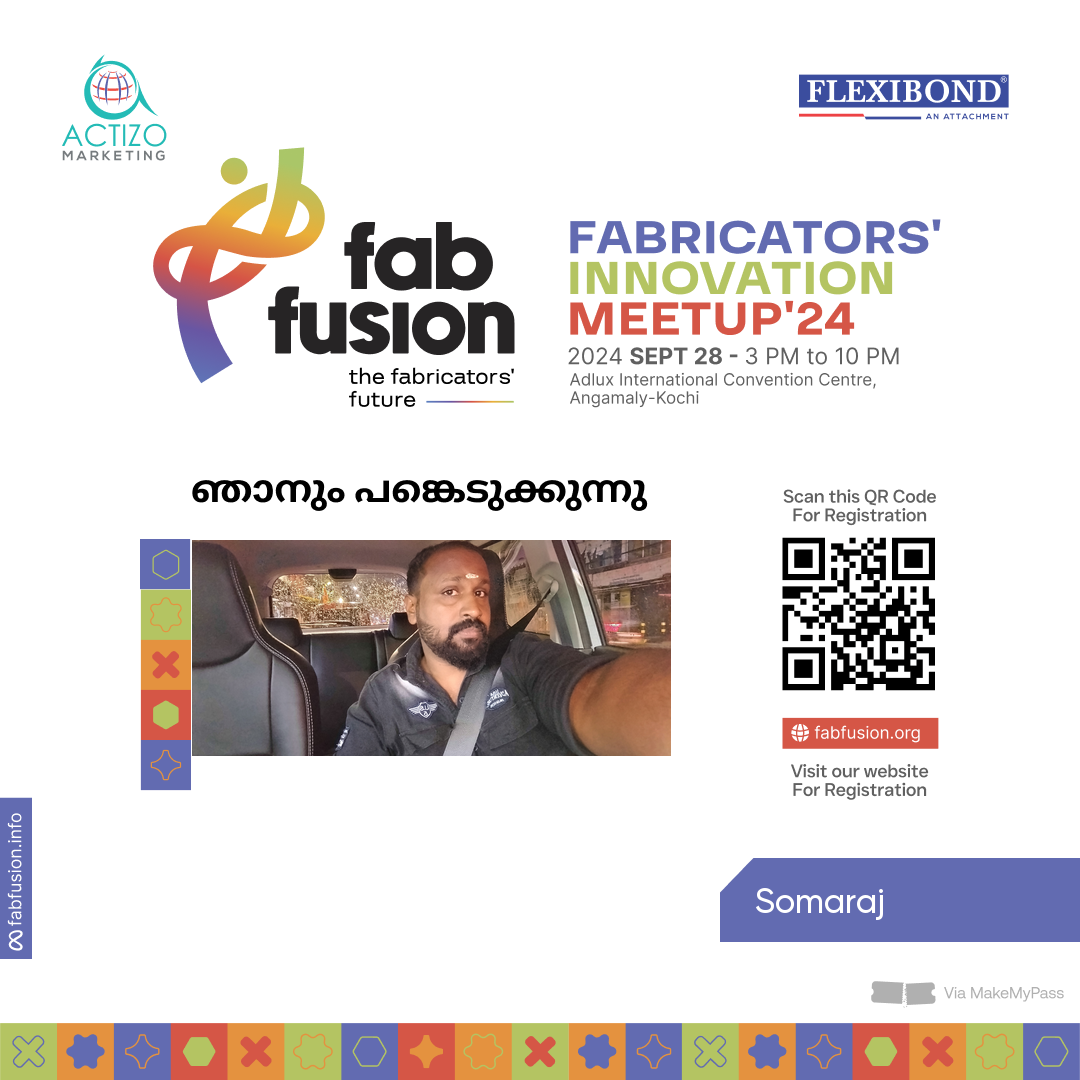 ACTIZO
MARKETING
FLEXIBOND®
AN ATTACHMENT
fab
fusion
the fabricators'
future
FABRICATORS'
INNOVATION
MEETUP'24
2024 SEPT 28 - 3 PM to 10 PM
Adlux International Convention Centre,
Angamaly-Kochi
ഞാനും പങ്കെടുക്കുന്നു
Scan this QR Code
For Registration
fabfusion.org
Visit our website
For Registration
fabfusion.info
Somaraj
Via MakeMyPass